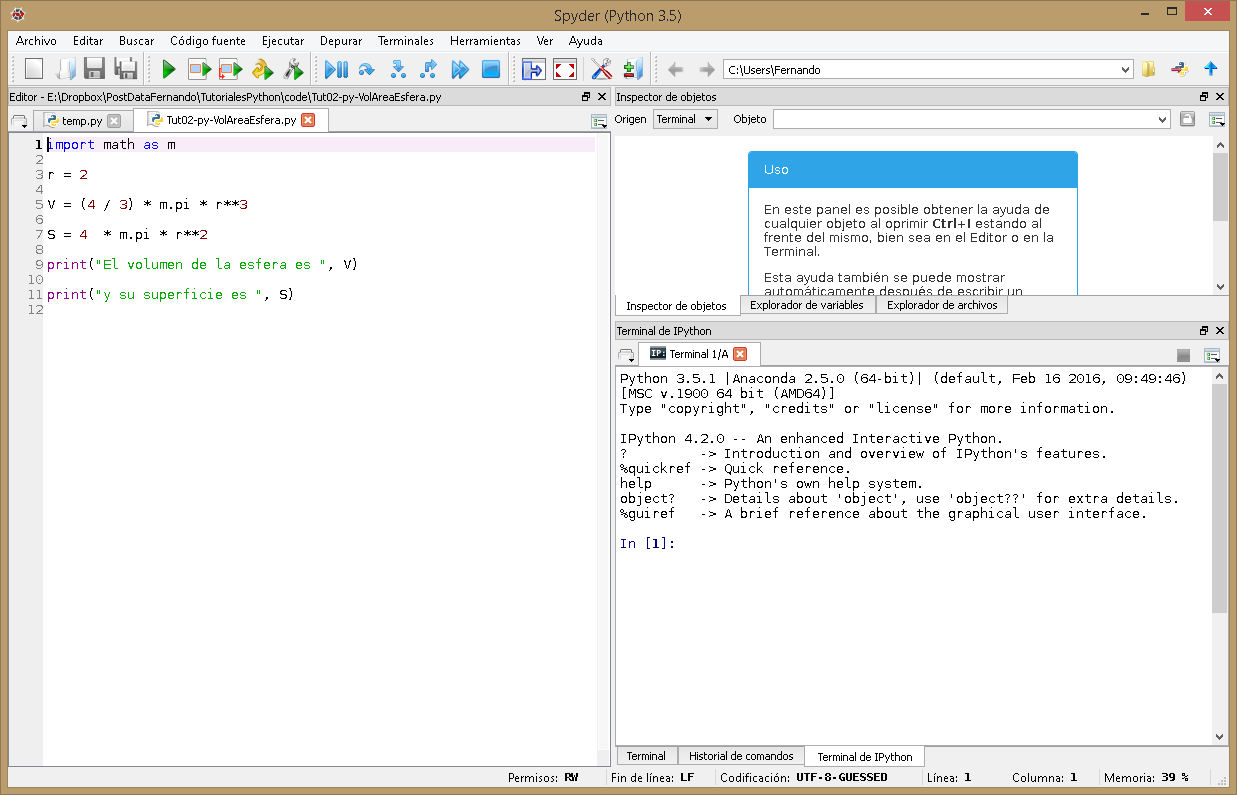 Spyder (Python 3.5)
Archivo Editar Buscar Código fuente Ejecutar Depurar Terminales Herramientas Ver Ayuda
C:\Users\Fernando
Editor - E:\Dropbox\PostDataFernando\TutorialesPython\code\Tut02-py-VolAreaEsfera.py
temp.py Tut02-py-VolAreaEsfera.py
1 import math as m
2
3 r = 2
4
5 V = (4 / 3) * m.pi * r**3
6
7 S = 4  * m.pi * r**2
8
9 print("El volumen de la esfera es ", V)
10
11 print("y su superficie es ", S)
12
Inspector de objetos
Origen Terminal Objeto
Uso
En este panel es posible obtener la ayuda de
cualquier objeto al oprimir Ctrl+I estando al
frente del mismo, bien sea en el Editor o en la
Terminal.
Esta ayuda también se puede mostrar
automáticamente después de escribir un
Inspector de objetos Explorador de variables Explorador de archivos
Terminal de IPython
IP: Terminal 1/A
Python 3.5.1 |Anaconda 2.5.0 (64-bit)| (default, Feb 16 2016, 09:49:46)
[MSC v.1900 64 bit (AMD64)]
Type "copyright", "credits" or "license" for more information.
IPython 4.2.0 -- An enhanced Interactive Python.
?         -> Introduction and overview of IPython's features.
%quickref -> Quick reference.
help      -> Python's own help system.
object?   -> Details about 'object', use 'object??' for extra details.
%guiref   -> A brief reference about the graphical user interface.
In [1]:
Terminal Historial de comandos Terminal de IPython
Permisos: RW Fin de línea: LF Codificación: UTF-8-GUESSED Línea: 1 Columna: 1 Memoria: 39 %